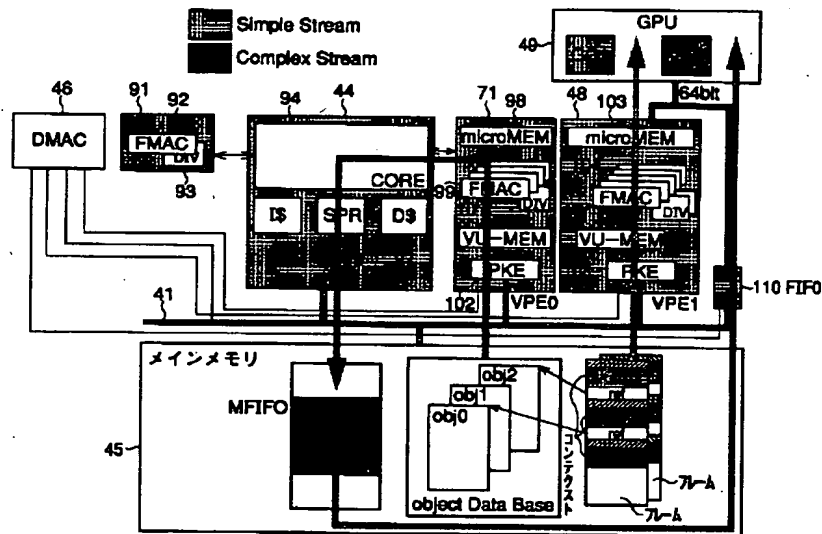 Simple Stream
Complex Stream
GPU
49
64bit
46
DMAC
91
92
FMAC
DIV
93
94
44
CORE
I$
SPR
D$
71
98
microMEM
99
FMAC
DIV
VU-MEM
PKE
102
VPE0
48
103
microMEM
FMAC
DIV
VU-MEM
PKE
VPE1
110 FIFO
41
メインメモリ
45
MFIFO
obj2
obj1
obj0
object Data Base
コンテクスト
ref
ref
フレーム
フレーム